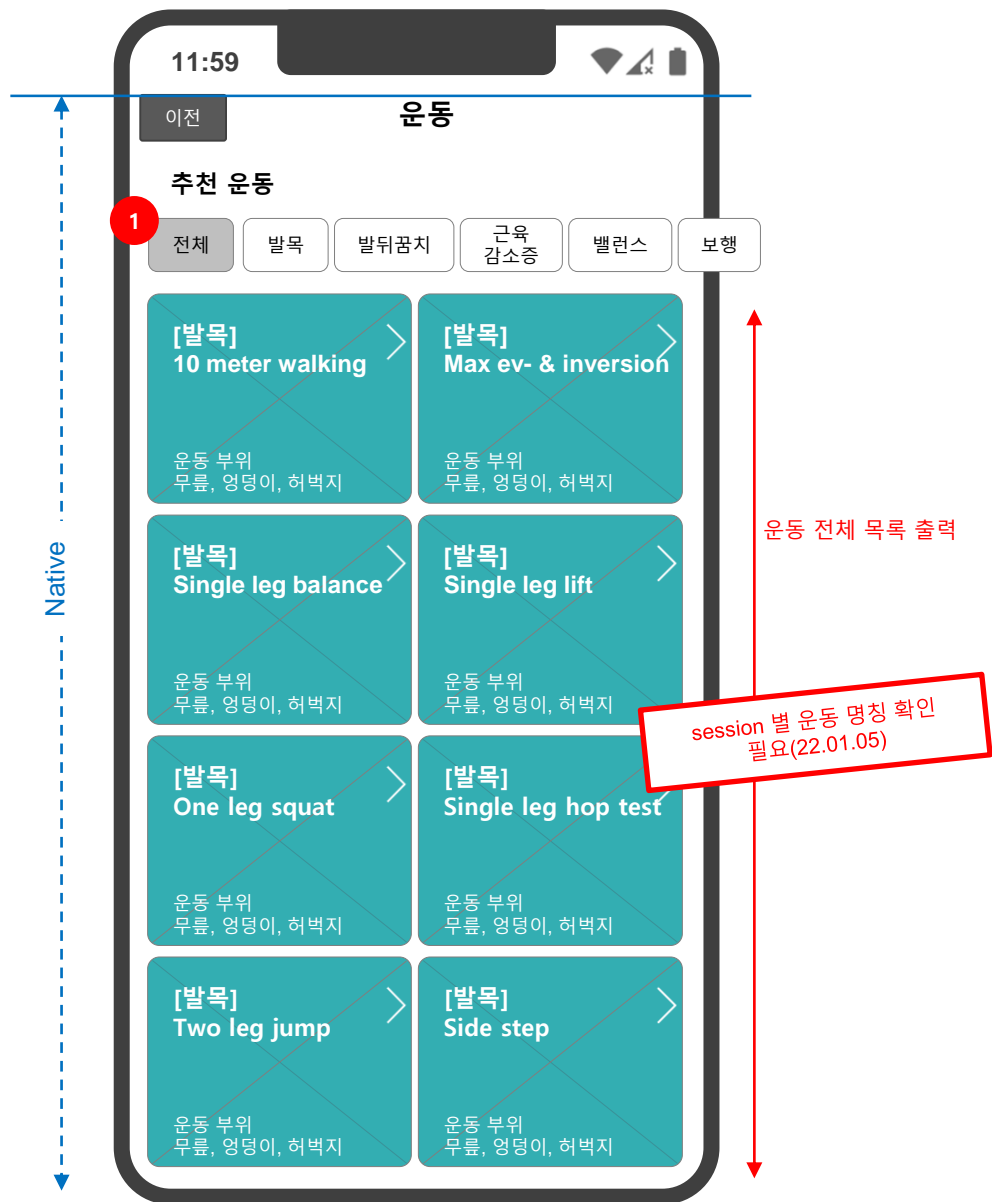 11:59
이전
운동
추천 운동
1
전체
발목
발뒤꿈치
근육
감소증
밸런스
보행
[발목]
10 meter walking
운동 부위
무릎, 엉덩이, 허벅지
[발목]
Max ev- & inversion
운동 부위
무릎, 엉덩이, 허벅지
[발목]
Single leg balance
운동 부위
무릎, 엉덩이, 허벅지
[발목]
Single leg lift
운동 부위
무릎, 엉덩이, 허벅지
[발목]
One leg squat
운동 부위
무릎, 엉덩이, 허벅지
[발목]
Single leg hop test
운동 부위
무릎, 엉덩이, 허벅지
[발목]
Two leg jump
운동 부위
무릎, 엉덩이, 허벅지
[발목]
Side step
운동 부위
무릎, 엉덩이, 허벅지
Native
운동 전체 목록 출력
session 별 운동 명칭 확인
필요(22.01.05)